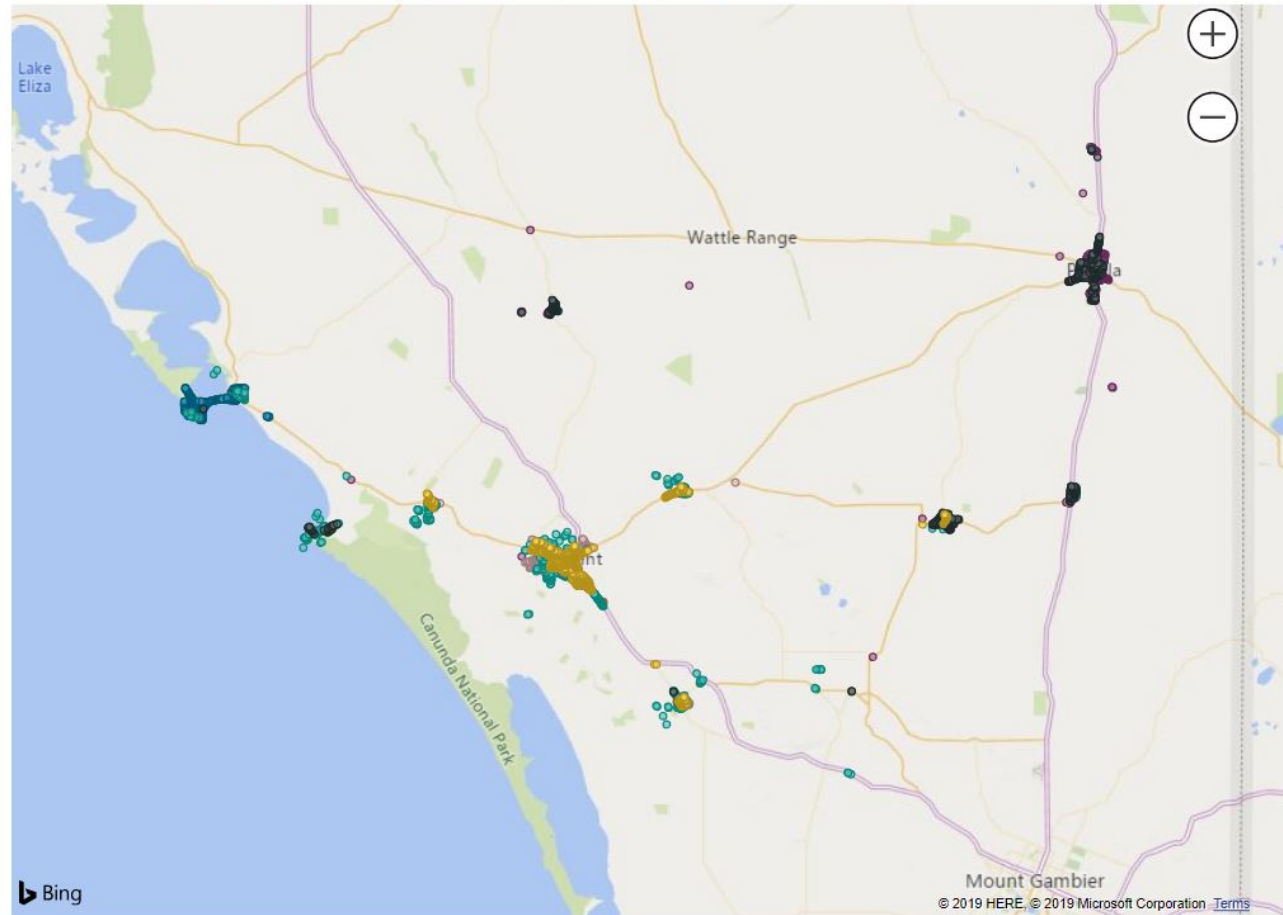 Lake
Eliza
Wattle Range
Canunda National Park
Mount Gambier
Bing
© 2019 HERE, © 2019 Microsoft Corporation Terms